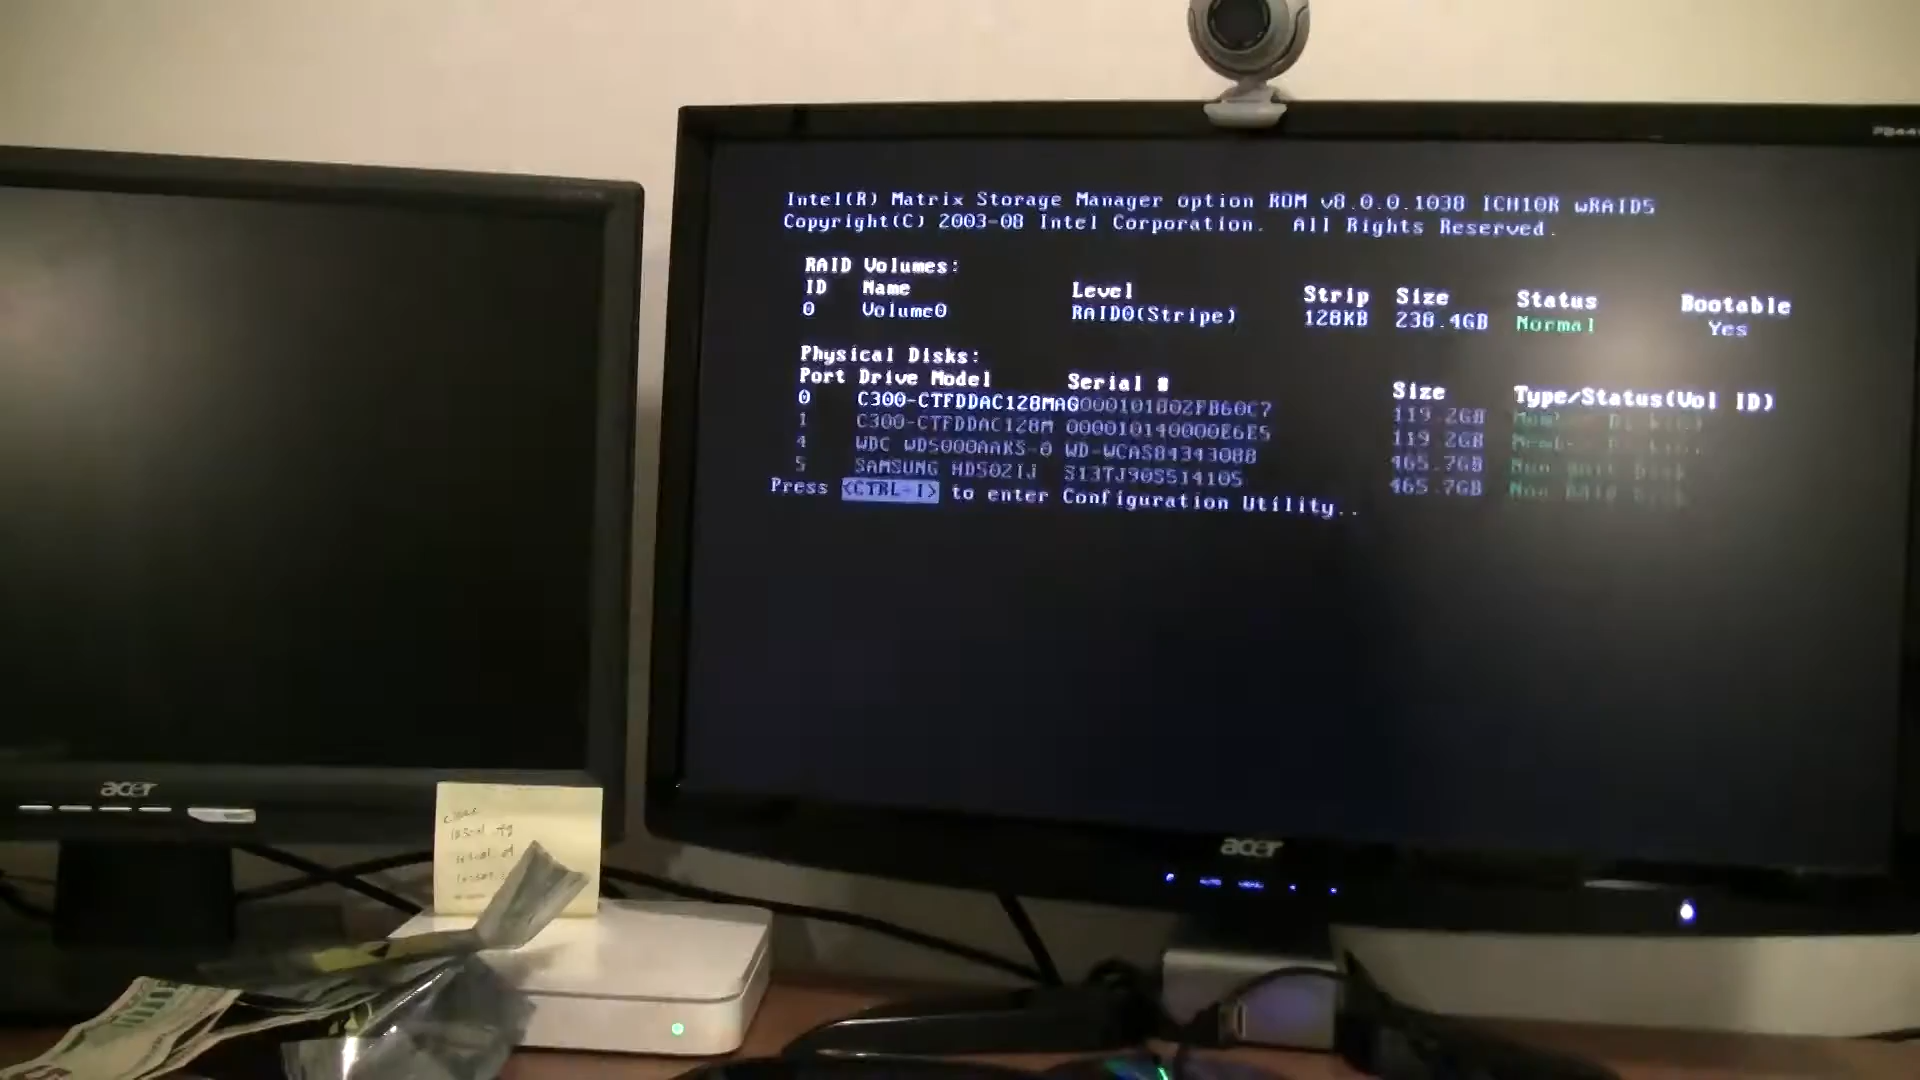 Intel(R) Matrix Storage Manager option ROM v8.0.0.1038 ICH10R wRAID5
Copyright(C) 2003-08 Intel Corporation. All Rights Reserved.
RAID Volumes:
ID Name Level Strip Size Status Bootable
0 Volume0 RAID0(Stripe) 128KB 238.4GB Normal Yes
Physical Disks:
Port Drive Model Serial # Size Type/Status(Vol ID)
0 C300-CTFDDAC128MAG 119.2GB
1 C300-CTFDDAC128M 000010140000E6E5 119.2GB
4 WDC WD5000AAKS-0 WD-WCAS84343088 465.7GB
5 SAMSUNG HD502IJ S13TJ90S514105 465.7GB
Press <CTRL-I> to enter Configuration Utility..
acer
acer